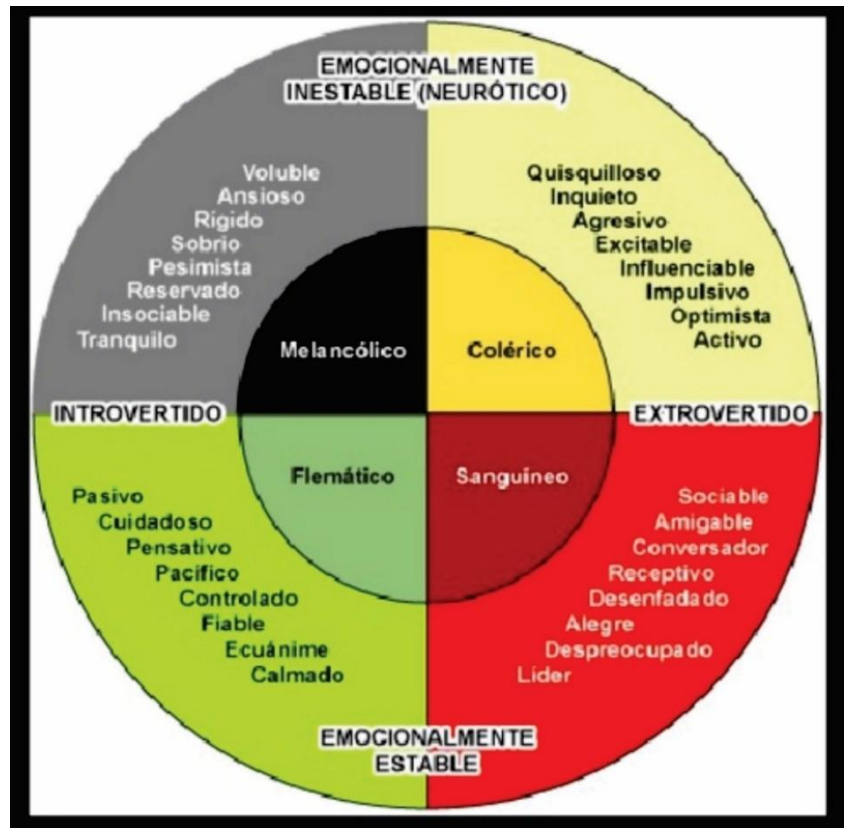 EMOCIONALMENTE
INESTABLE (NEURÓTICO)
Voluble
Ansioso
Rígido
Sobrio
Pesimista
Reservado
Insociable
Tranquilo
Quisquilloso
Inquieto
Agresivo
Excitable
Influenciable
Impulsivo
Optimista
Activo
Melancólico
Colérico
INTROVERTIDO
EXTROVERTIDO
Flemático
Sanguíneo
Pasivo
Cuidadoso
Pensativo
Pacífico
Controlado
Fiable
Ecuánime
Calmado
Sociable
Amigable
Conversador
Receptivo
Desenfadado
Alegre
Despreocupado
Líder
EMOCIONALMENTE
ESTABLE